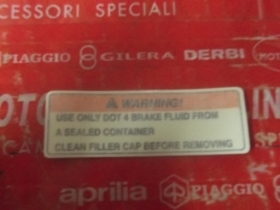 CESSORI SPECIALI
PIAGGIO GILERA DERBI
WARNING!
USE ONLY DOT 4 BRAKE FLUID FROM
A SEALED CONTAINER
CLEAN FILLER CAP BEFORE REMOVING
aprilia PIAGGIO